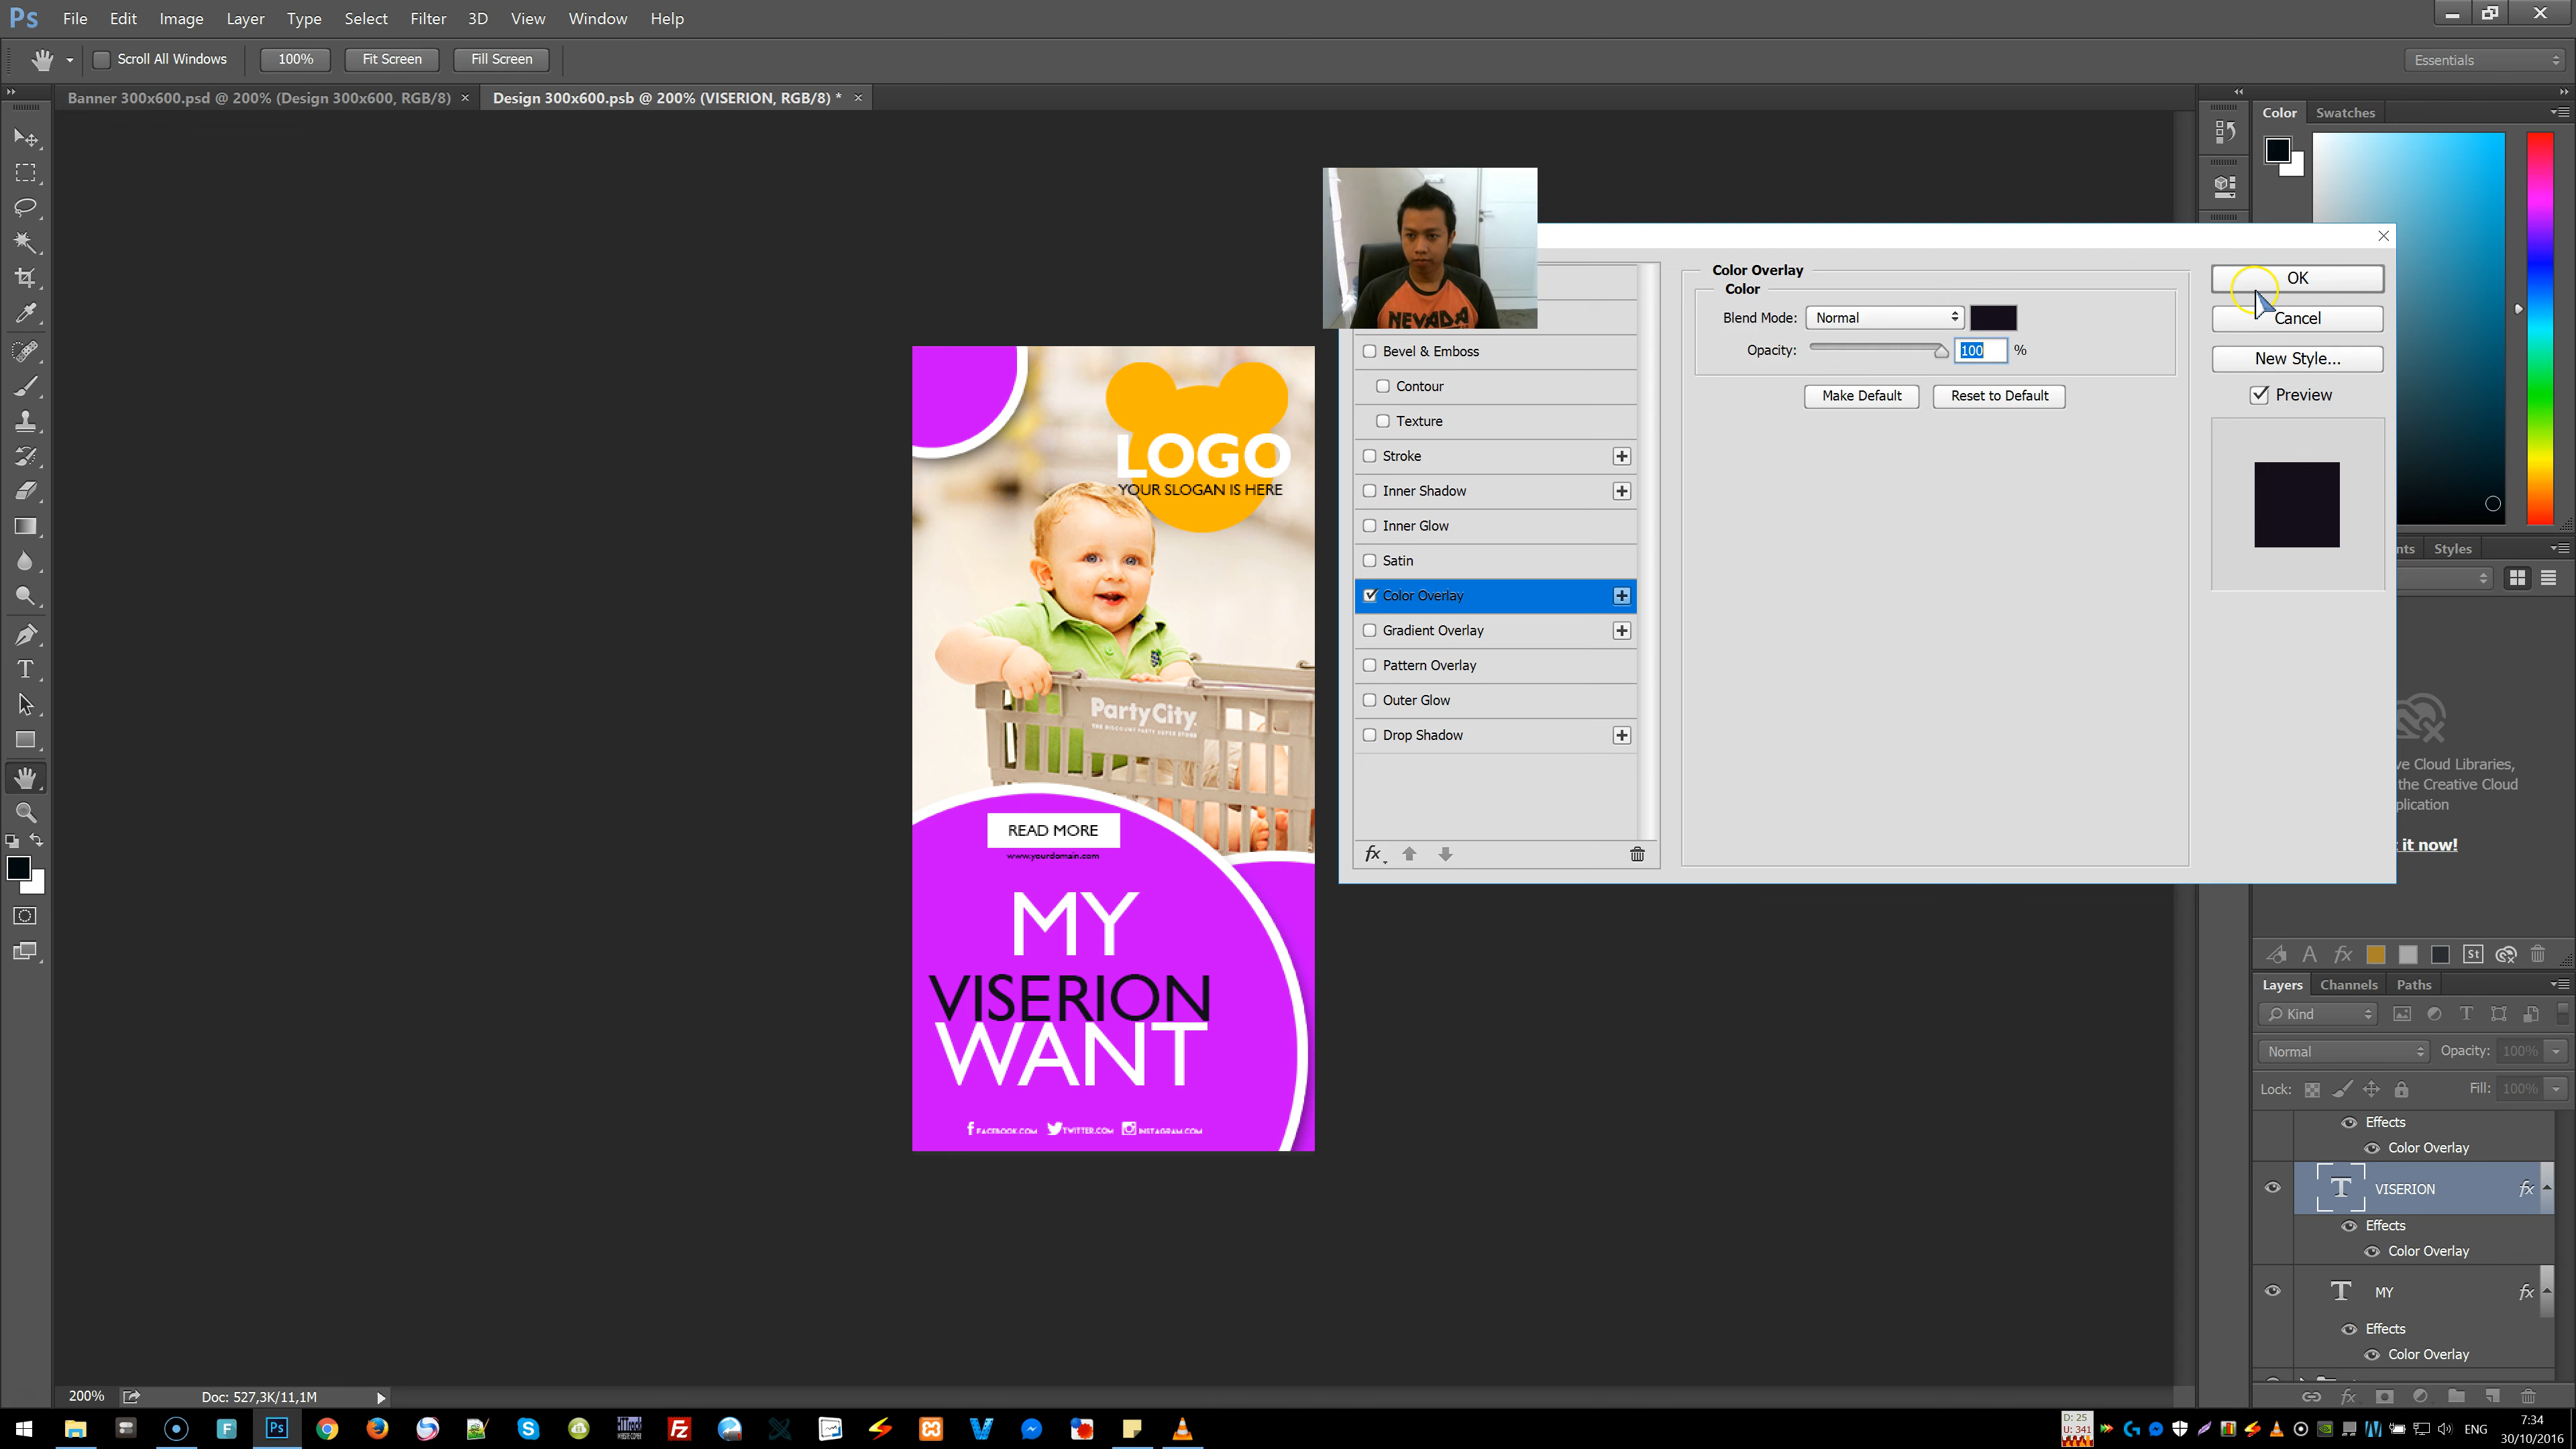 Ps File Edit Image Layer Type Select Filter 3D View Window Help
Scroll All Windows 100% Fit Screen Fill Screen Essentials
Banner 300x600.psd @ 200% (Design 300x600, RGB/8) × Design 300x600.psb @ 200% (VISERION, RGB/8) * ×
Color Swatches
NEVADA
Color Overlay
Color
Blend Mode: Normal
Opacity: 100 %
Make Default Reset to Default
OK
Cancel
New Style...
Preview
Bevel & Emboss
Contour
Texture
Stroke
Inner Shadow
Inner Glow
Satin
Color Overlay
Gradient Overlay
Pattern Overlay
Outer Glow
Drop Shadow
fx
LOGO
YOUR SLOGAN IS HERE
PartyCity
THE DISCOUNT PARTY SUPER STORE
READ MORE
www.yourdomain.com
MY
VISERION
WANT
FACEBOOK.COM TWITTER.COM INSTAGRAM.COM
nts Styles
ve Cloud Libraries,
the Creative Cloud
plication
it now!
St
Layers Channels Paths
Kind
Normal Opacity: 100%
Lock: Fill: 100%
Effects
Color Overlay
VISERION fx
Effects
Color Overlay
MY fx
Effects
Color Overlay
200% Doc: 527,3K/11,1M
D: 25
U: 341
ENG
7:34
30/10/2016